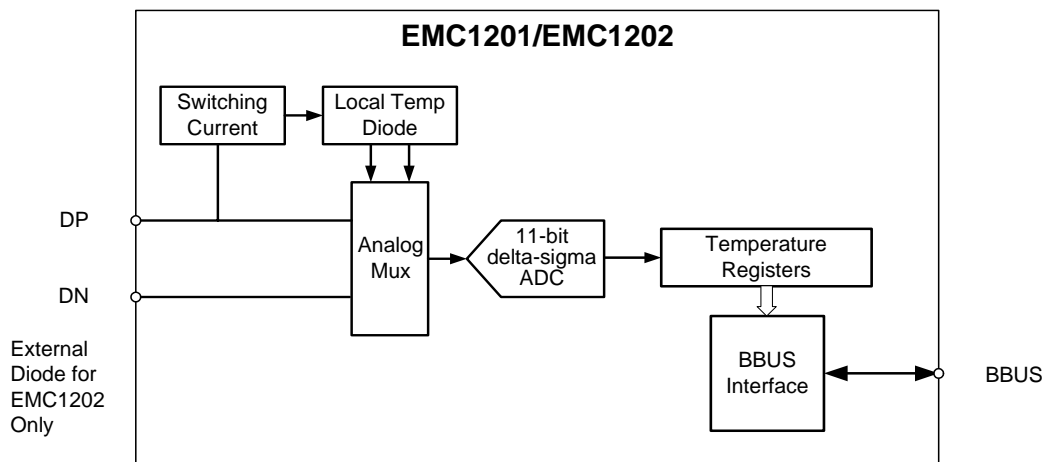 EMC1201/EMC1202
Switching
Current
Local Temp
Diode
DP
DN
Analog
Mux
11-bit
delta-sigma
ADC
Temperature
Registers
External
Diode for
EMC1202
Only
BBUS
Interface
BBUS